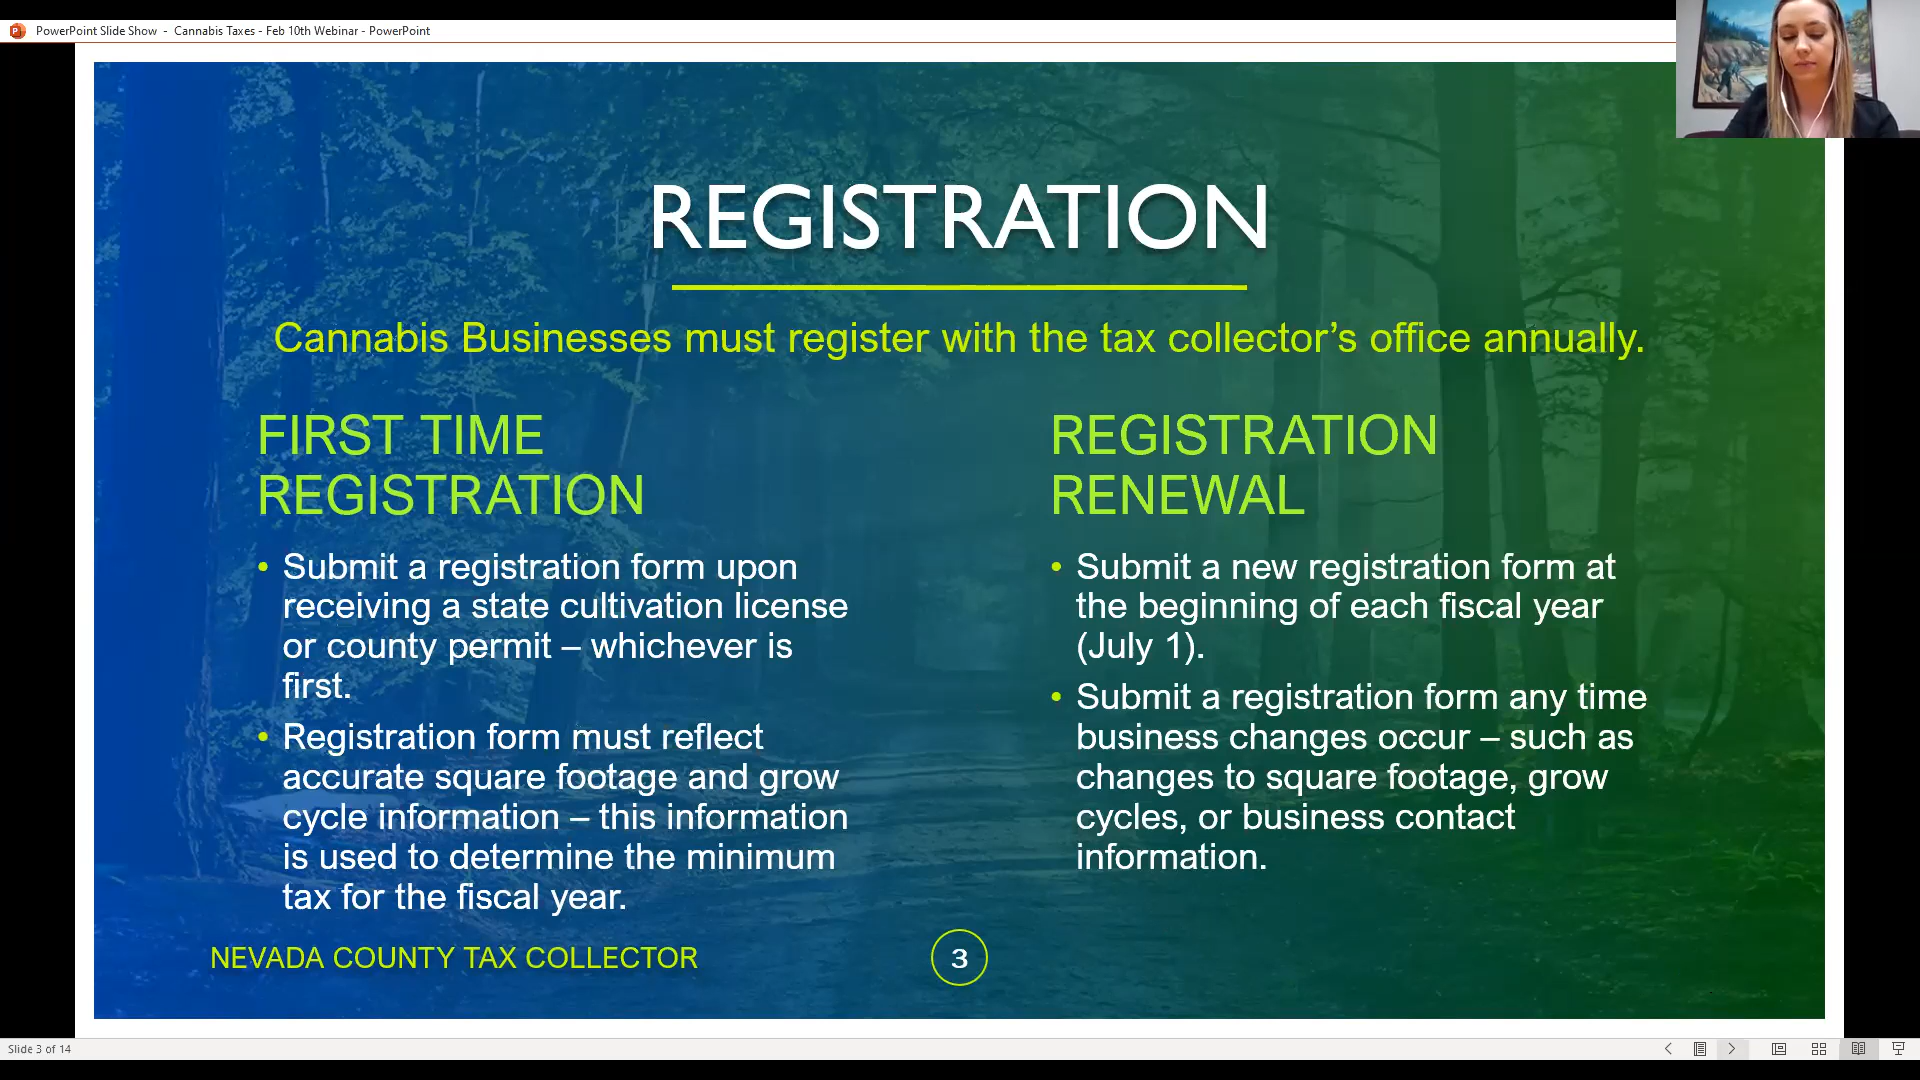 PowerPoint Slide Show - Cannabis Taxes - Feb 10th Webinar - PowerPoint
REGISTRATION
Cannabis Businesses must register with the tax collector’s office annually.
FIRST TIME
REGISTRATION
• Submit a registration form upon
receiving a state cultivation license
or county permit – whichever is
first.
• Registration form must reflect
accurate square footage and grow
cycle information – this information
is used to determine the minimum
tax for the fiscal year.
REGISTRATION
RENEWAL
• Submit a new registration form at
the beginning of each fiscal year
(July 1).
• Submit a registration form any time
business changes occur – such as
changes to square footage, grow
cycles, or business contact
information.
NEVADA COUNTY TAX COLLECTOR
3
Slide 3 of 14